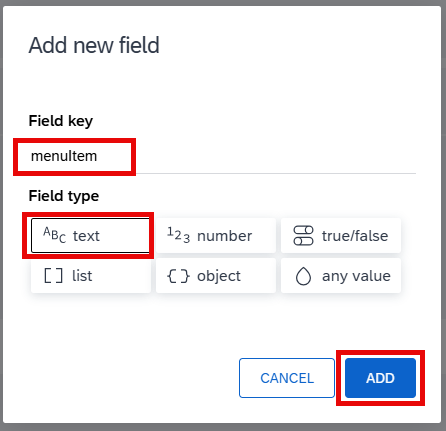 Add new field
Field key
menuItem
Field type
ABC text
123 number
true/false
[ ] list
{ } object
any value
CANCEL
ADD